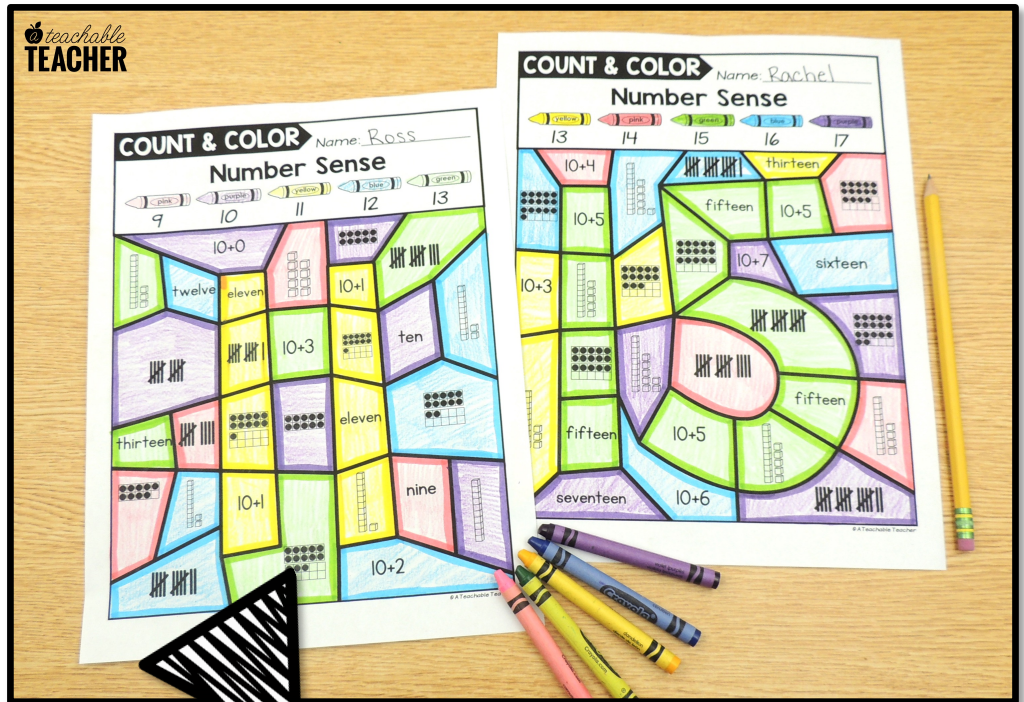 a teachable
TEACHER
COUNT & COLOR
Name: Ross
Number Sense
pink
purple
yellow
blue
green
9
10
11
12
13
10+0
twelve
eleven
10+1
10+3
ten
eleven
thirteen
10+1
nine
10+2
COUNT & COLOR
Name: Rachel
Number Sense
yellow
pink
green
blue
purple
13
14
15
16
17
10+4
thirteen
10+5
fifteen
10+5
10+7
sixteen
10+3
fifteen
fifteen
10+5
seventeen
10+6
©A Teachable Teacher
Crayola